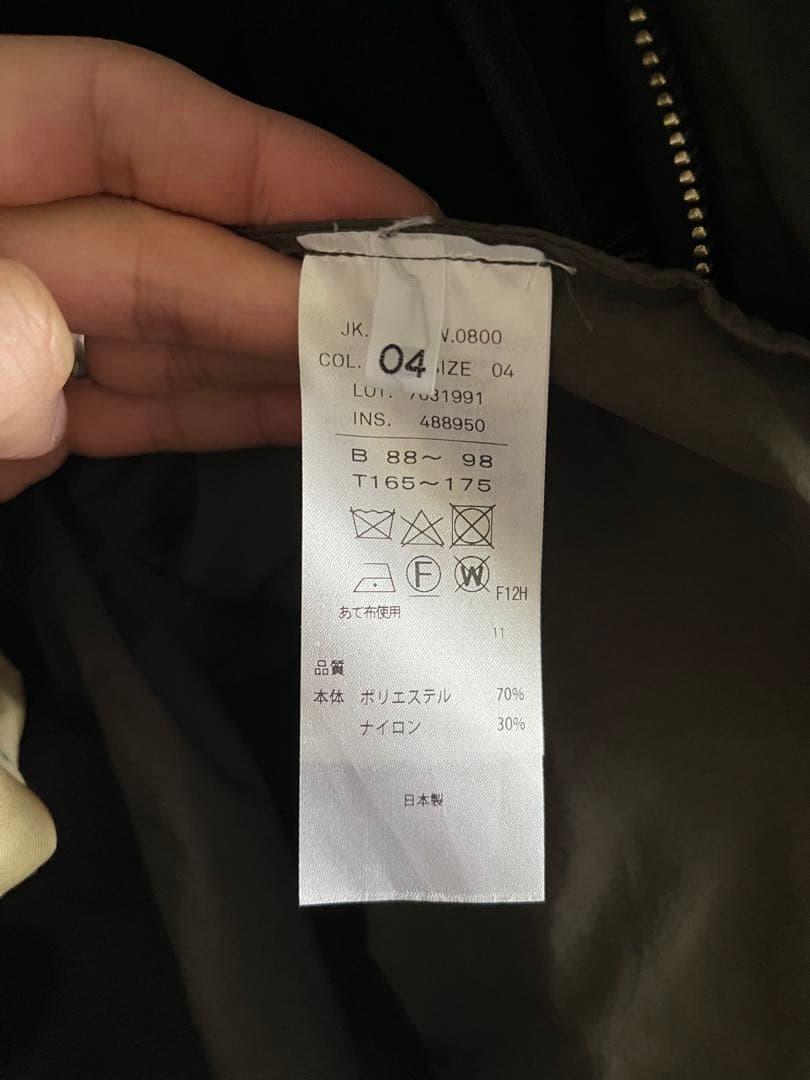 JK. W.0800
COL. 04 SIZE 04
LOT. 7031991
INS. 488950
B 88～ 98
T165～175
F W F12H
あて布使用
11
品質
本体 ポリエステル 70%
ナイロン 30%
日本製